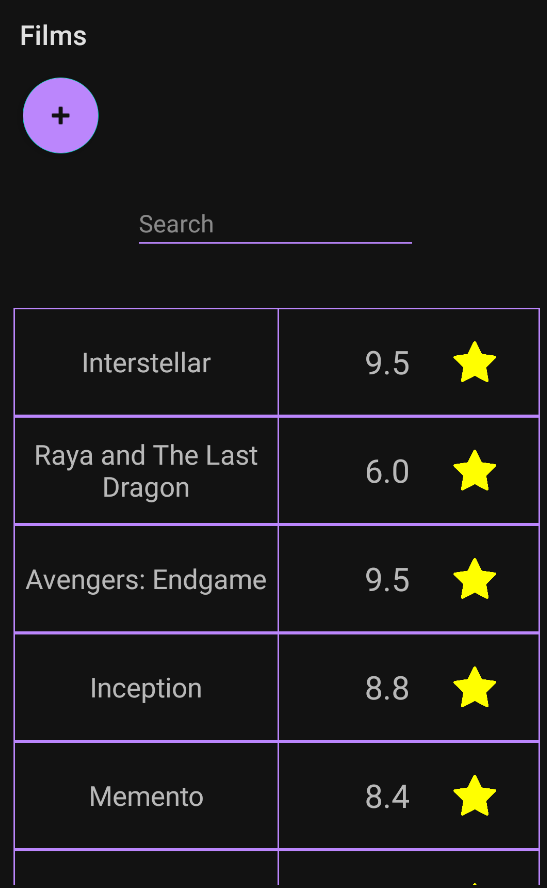 Films
+
Search
Interstellar
9.5
Raya and The Last
Dragon
6.0
Avengers: Endgame
9.5
Inception
8.8
Memento
8.4